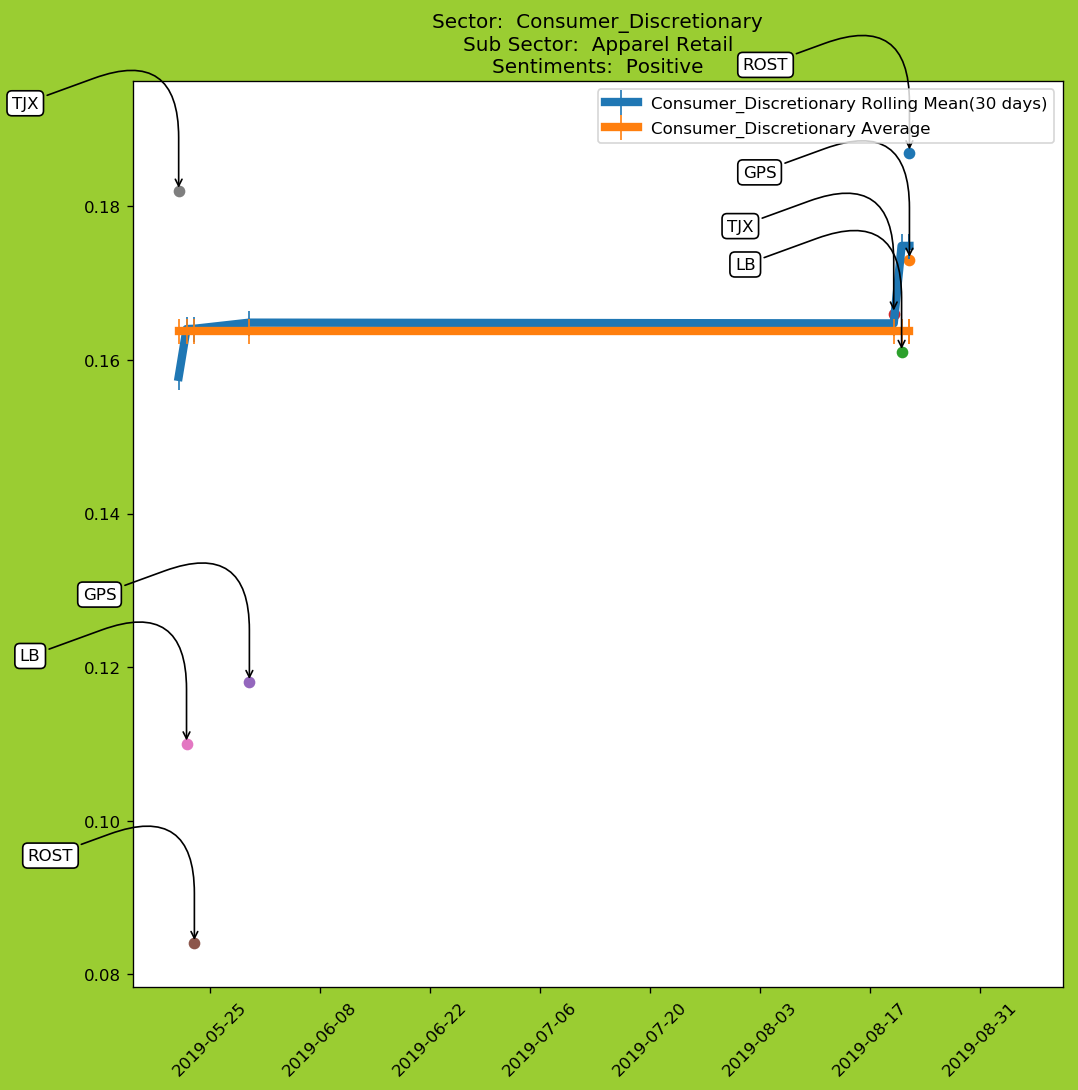 Sector:  Consumer_Discretionary
Sub Sector:  Apparel Retail
Sentiments:  Positive
ROST
TJX
Consumer_Discretionary Rolling Mean(30 days)
Consumer_Discretionary Average
GPS
TJX
LB
0.18
0.16
0.14
GPS
LB
0.12
0.10
ROST
0.08
2019-05-25
2019-06-08
2019-06-22
2019-07-06
2019-07-20
2019-08-03
2019-08-17
2019-08-31